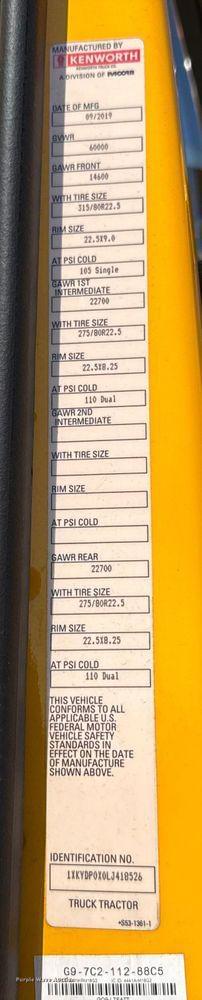 MANUFACTURED BY
KENWORTH
KENWORTH TRUCK CO.
A DIVISION OF PACCAR
DATE OF MFG
09/2019
GVWR
60000
GAWR FRONT
14600
WITH TIRE SIZE
315/80R22.5
RIM SIZE
22.5X9.0
AT PSI COLD
105 Single
GAWR 1ST
INTERMEDIATE
22700
WITH TIRE SIZE
275/80R22.5
RIM SIZE
22.5X8.25
AT PSI COLD
110 Dual
GAWR 2ND
INTERMEDIATE
WITH TIRE SIZE
RIM SIZE
AT PSI COLD
GAWR REAR
22700
WITH TIRE SIZE
275/80R22.5
RIM SIZE
22.5X8.25
AT PSI COLD
110 Dual
THIS VEHICLE
CONFORMS TO ALL
APPLICABLE U.S.
FEDERAL MOTOR
VEHICLE SAFETY
STANDARDS IN
EFFECT ON THE DATE
OF MANUFACTURE
SHOWN ABOVE.
IDENTIFICATION NO.
1XKYDP0X0LJ418526
TRUCK TRACTOR
+S53-1361-1
G9-7C2-112-88C5
Purple Wave Auction